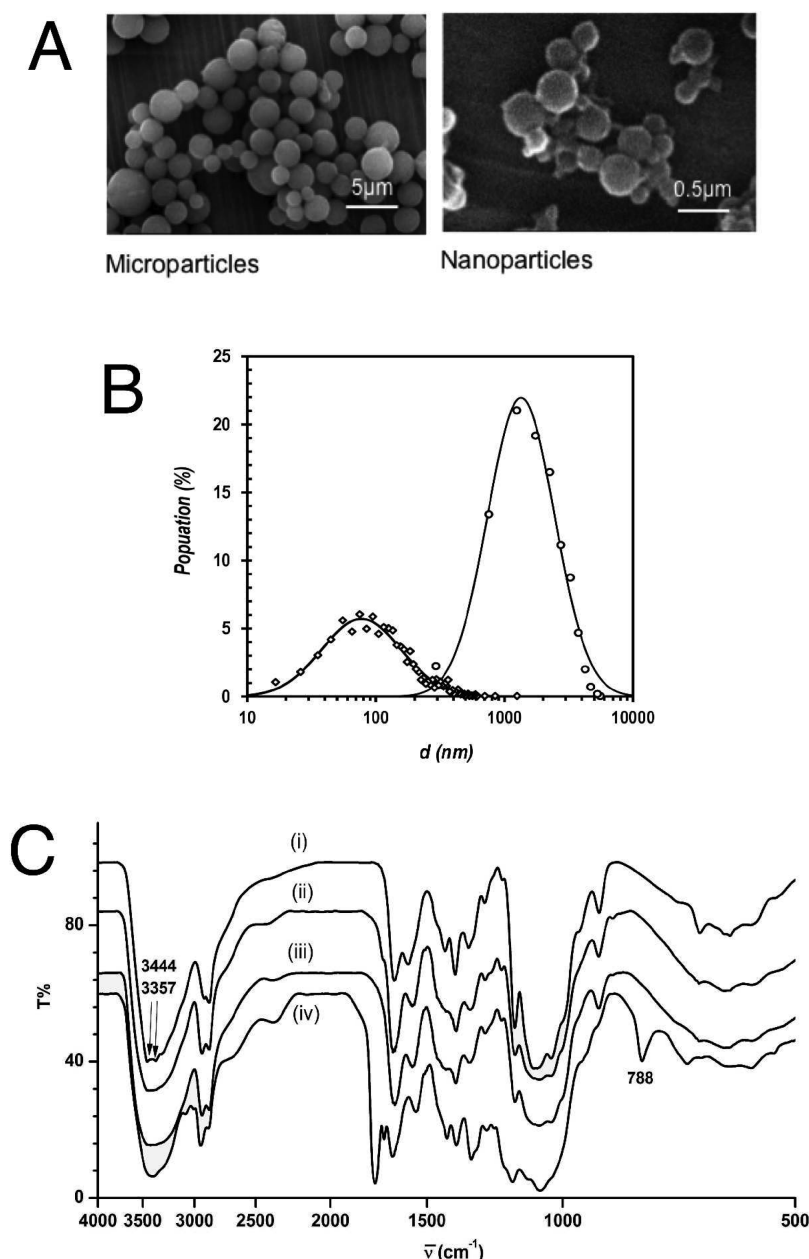 A
5µm
0.5µm
Microparticles
Nanoparticles
B
25
20
15
10
5
0
Popuation (%)
10 100 1000 10000
d (nm)
C
(i)
(ii)
(iii)
(iv)
80
40
0
T%
3444
3357
788
4000 3500 3000 2500 2000 1500 1000 500
ν̅ (cm⁻¹)